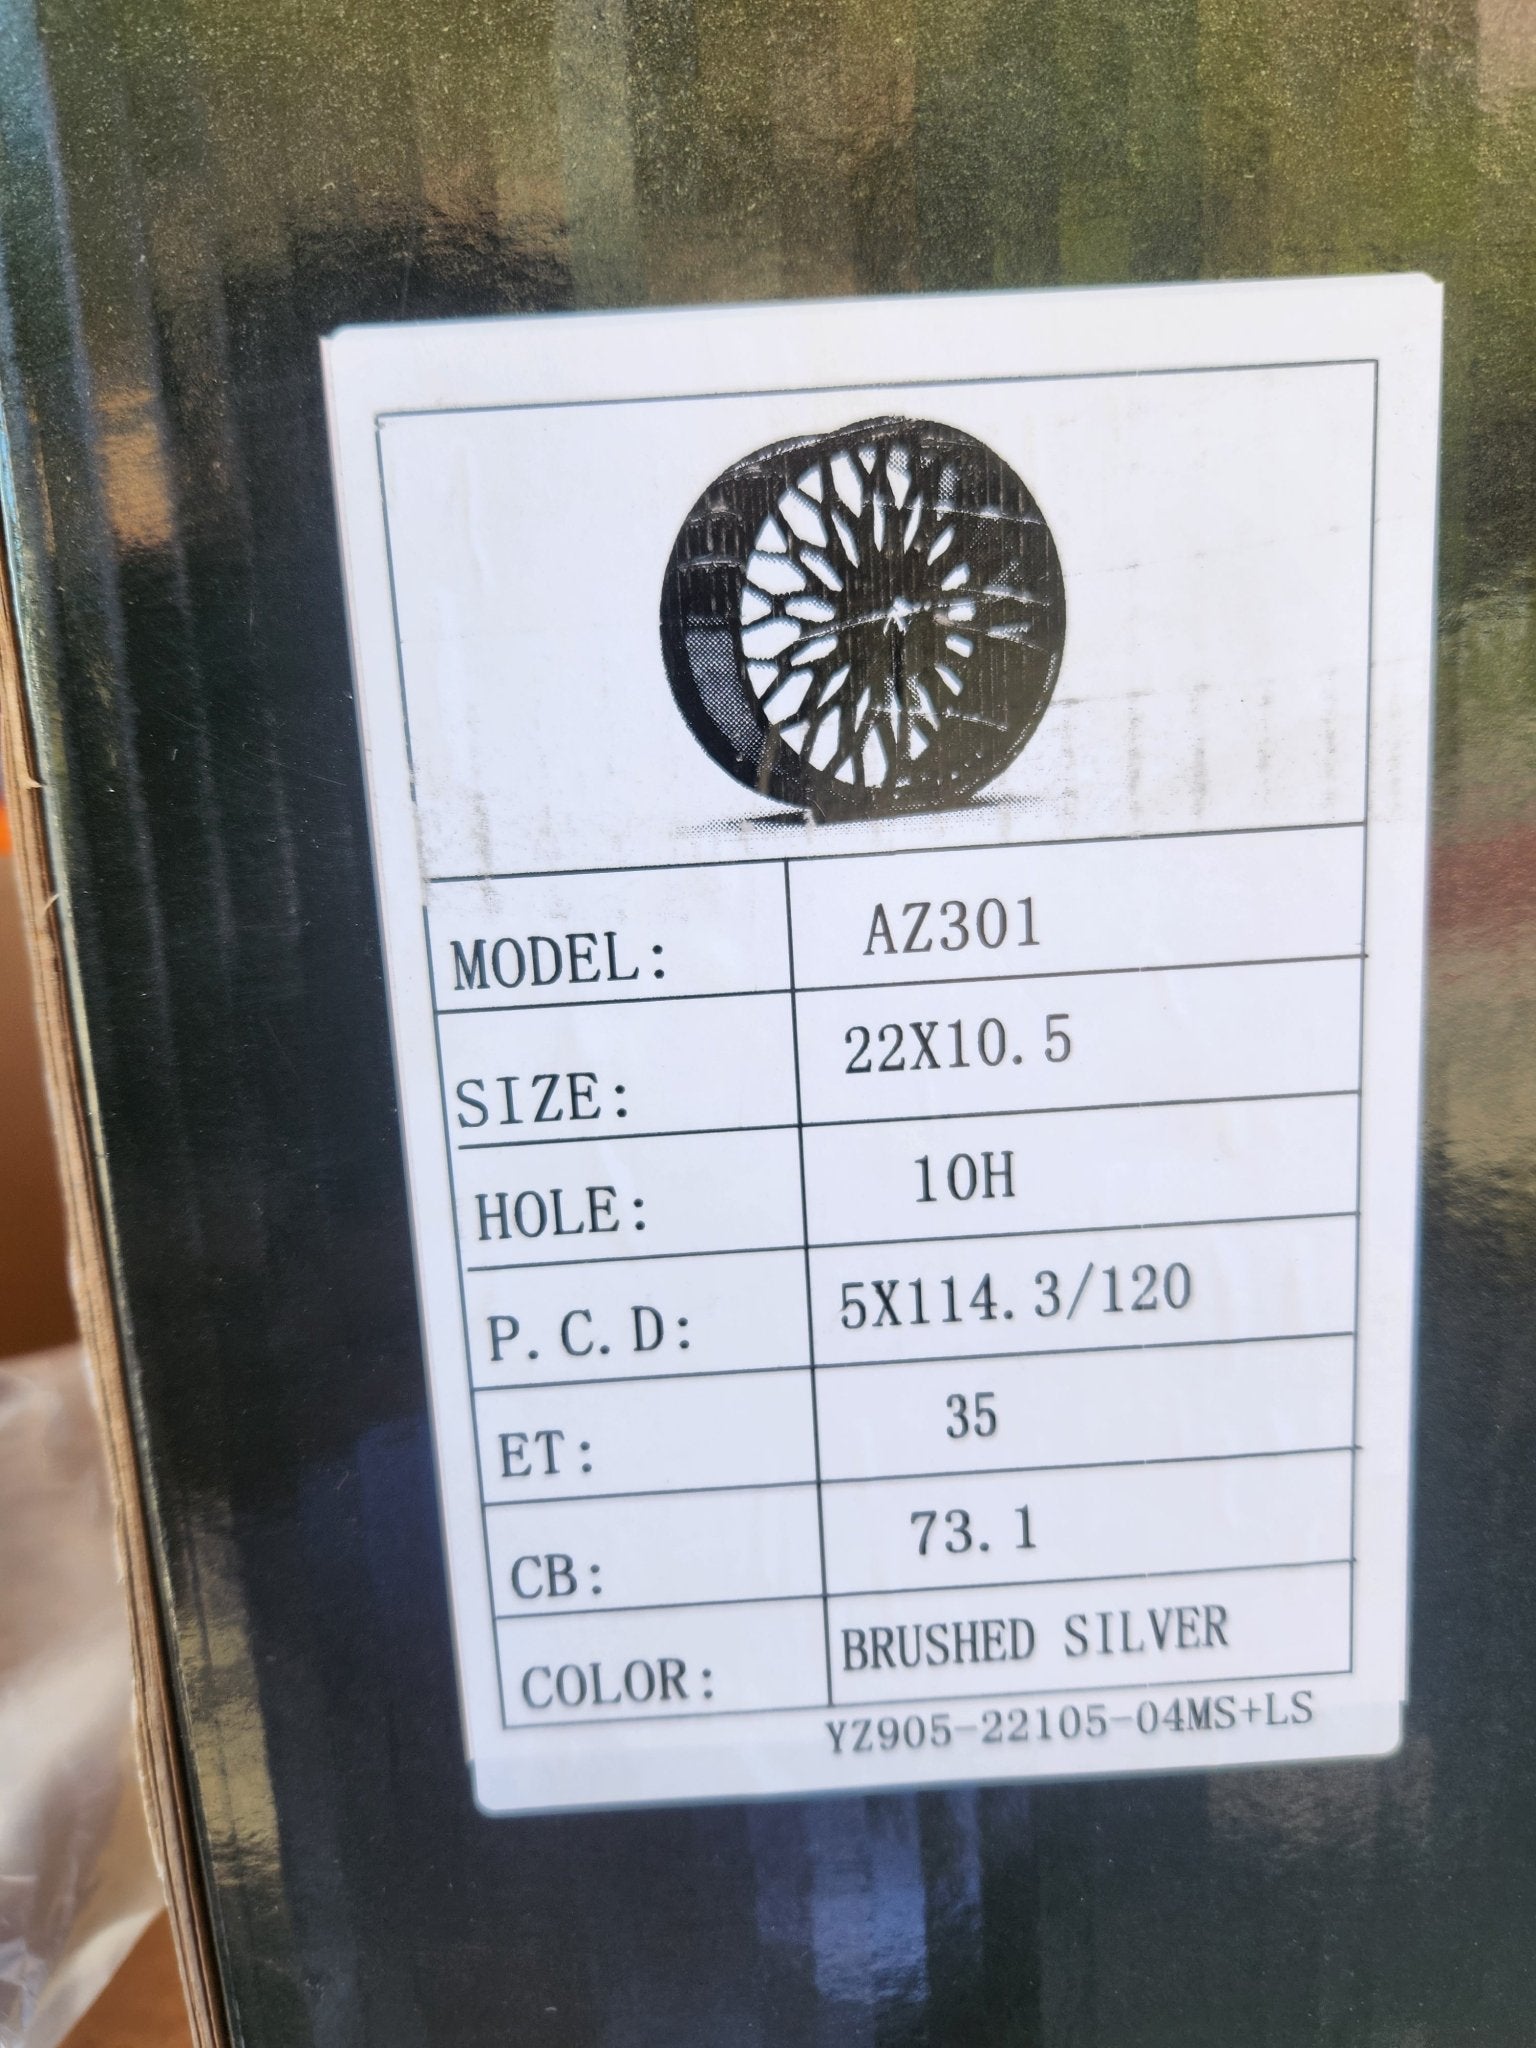 MODEL: AZ301
SIZE: 22X10.5
HOLE: 10H
P.C.D: 5X114.3/120
ET: 35
CB: 73.1
COLOR: BRUSHED SILVER
YZ905-22105-04MS+LS